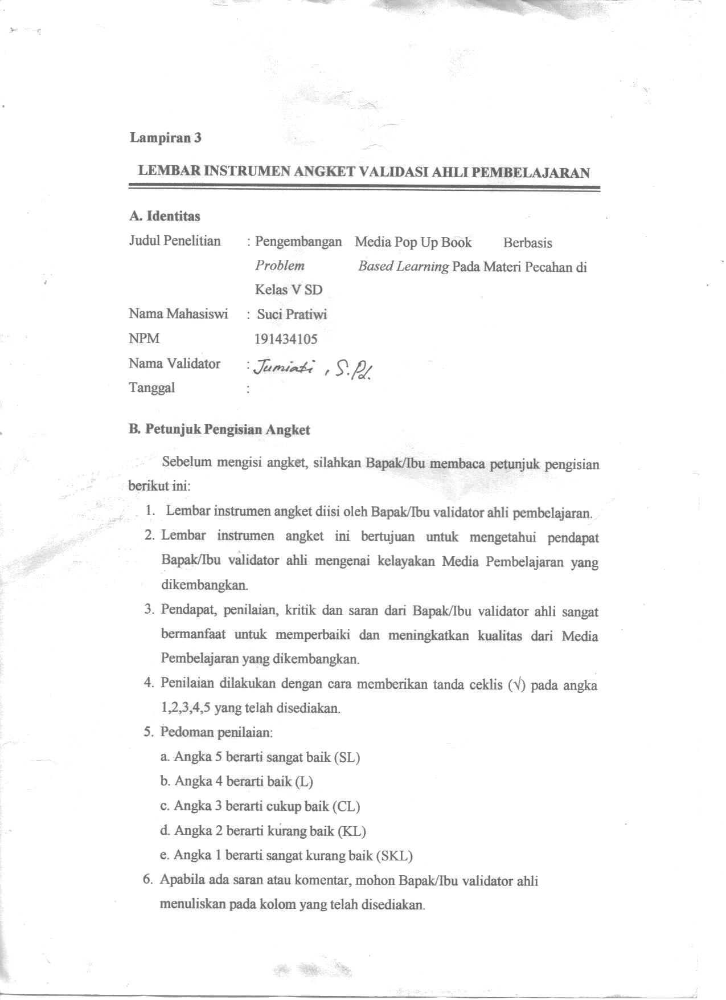 Lampiran 3
LEMBAR INSTRUMEN ANGKET VALIDASI AHLI PEMBELAJARAN
A. Identitas
Judul Penelitian : Pengembangan Media Pop Up Book Berbasis
Problem Based Learning Pada Materi Pecahan di
Kelas V SD
Nama Mahasiswi : Suci Pratiwi
NPM 191434105
Nama Validator : Jumiati, S.Pd.
Tanggal :
B. Petunjuk Pengisian Angket
Sebelum mengisi angket, silahkan Bapak/Ibu membaca petunjuk pengisian
berikut ini:
1. Lembar instrumen angket diisi oleh Bapak/Ibu validator ahli pembelajaran.
2. Lembar instrumen angket ini bertujuan untuk mengetahui pendapat
Bapak/Ibu validator ahli mengenai kelayakan Media Pembelajaran yang
dikembangkan.
3. Pendapat, penilaian, kritik dan saran dari Bapak/Ibu validator ahli sangat
bermanfaat untuk memperbaiki dan meningkatkan kualitas dari Media
Pembelajaran yang dikembangkan.
4. Penilaian dilakukan dengan cara memberikan tanda ceklis (√) pada angka
1,2,3,4,5 yang telah disediakan.
5. Pedoman penilaian:
a. Angka 5 berarti sangat baik (SL)
b. Angka 4 berarti baik (L)
c. Angka 3 berarti cukup baik (CL)
d. Angka 2 berarti kurang baik (KL)
e. Angka 1 berarti sangat kurang baik (SKL)
6. Apabila ada saran atau komentar, mohon Bapak/Ibu validator ahli
menuliskan pada kolom yang telah disediakan.